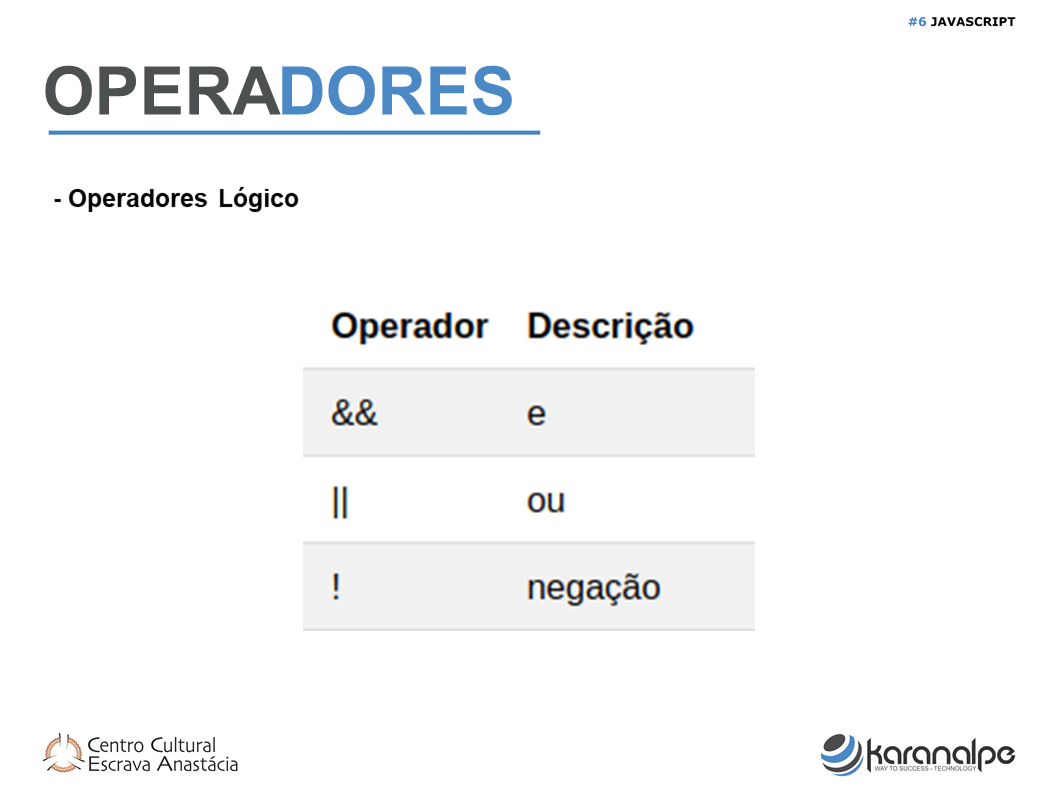 #6 JAVASCRIPT
OPERADORES
- Operadores Lógico
Operador Descrição
&& e
|| ou
! negação
Centro Cultural
Escrava Anastácia
karanalpe
WAY TO SUCCESS - TECHNOLOGY